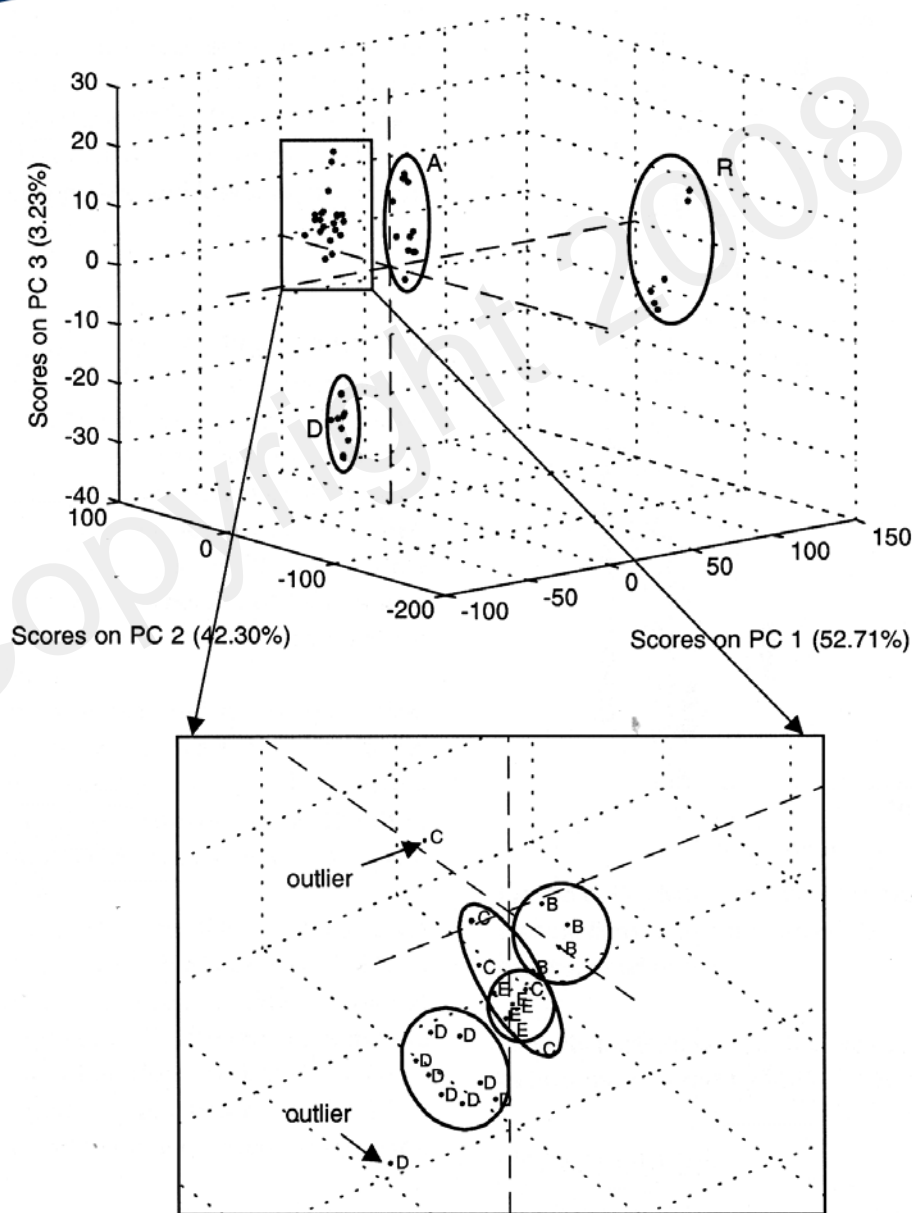 Copyright 2008
30
20
10
0
-10
-20
-30
-40
Scores on PC 3 (3.23%)
A
R
D
100
0
-100
-200
-100
-50
0
50
100
150
Scores on PC 2 (42.30%)
Scores on PC 1 (52.71%)
C
outlier
B
B
B
B
C
C
C
C
E
E
E
E
E
D
D
D
D
D
D
D
D
outlier
D